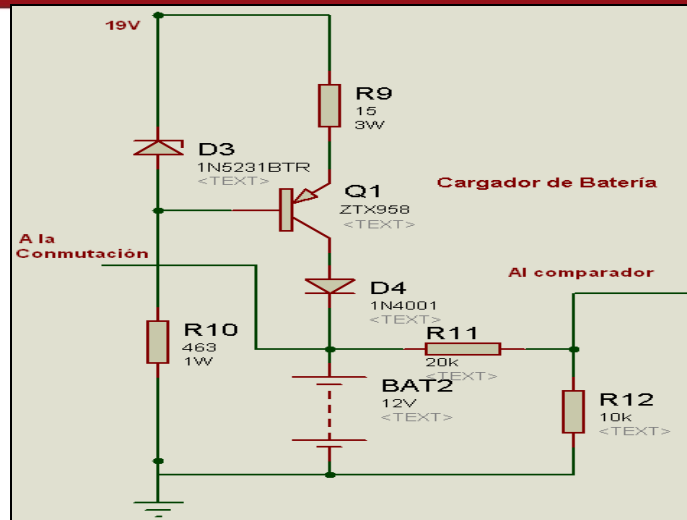 19V
R9
15
3W
D3
1N5231BTR
<TEXT>
Q1
ZTX958
<TEXT>
Cargador de Batería
A la
Conmutación
Al comparador
D4
1N4001
<TEXT>
R10
463
1W
R11
20k
<TEXT>
BAT2
12V
<TEXT>
R12
10k
<TEXT>